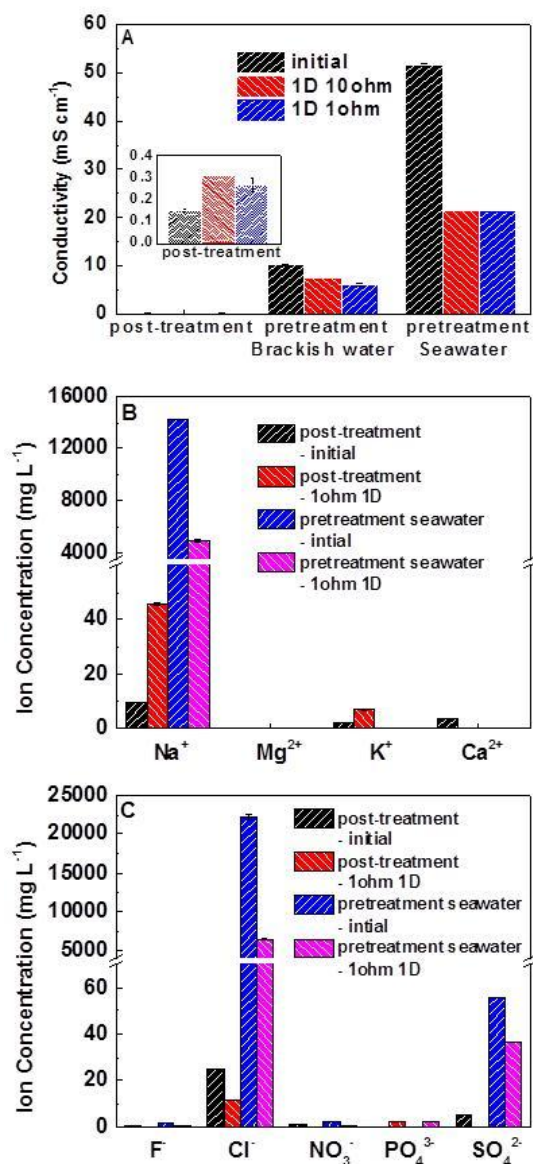 A
initial
1D 10ohm
1D 1ohm
Conductivity (mS cm⁻¹)
60
50
40
30
20
10
0
0.4
0.3
0.2
0.1
0.0
post-treatment
post-treatment pretreatment pretreatment
Brackish water Seawater
B
post-treatment
- initial
post-treatment
- 1ohm 1D
pretreatment seawater
- intial
pretreatment seawater
- 1ohm 1D
Ion Concentration (mg L⁻¹)
16000
14000
12000
8000
4000
40
20
0
Na⁺ Mg²⁺ K⁺ Ca²⁺
C
post-treatment
- initial
post-treatment
- 1ohm 1D
pretreatment seawater
- intial
pretreatment seawater
- 1ohm 1D
Ion Concentration (mg L⁻¹)
25000
20000
15000
10000
5000
60
40
20
0
F⁻ Cl⁻ NO₃⁻ PO₄³⁻ SO₄²⁻